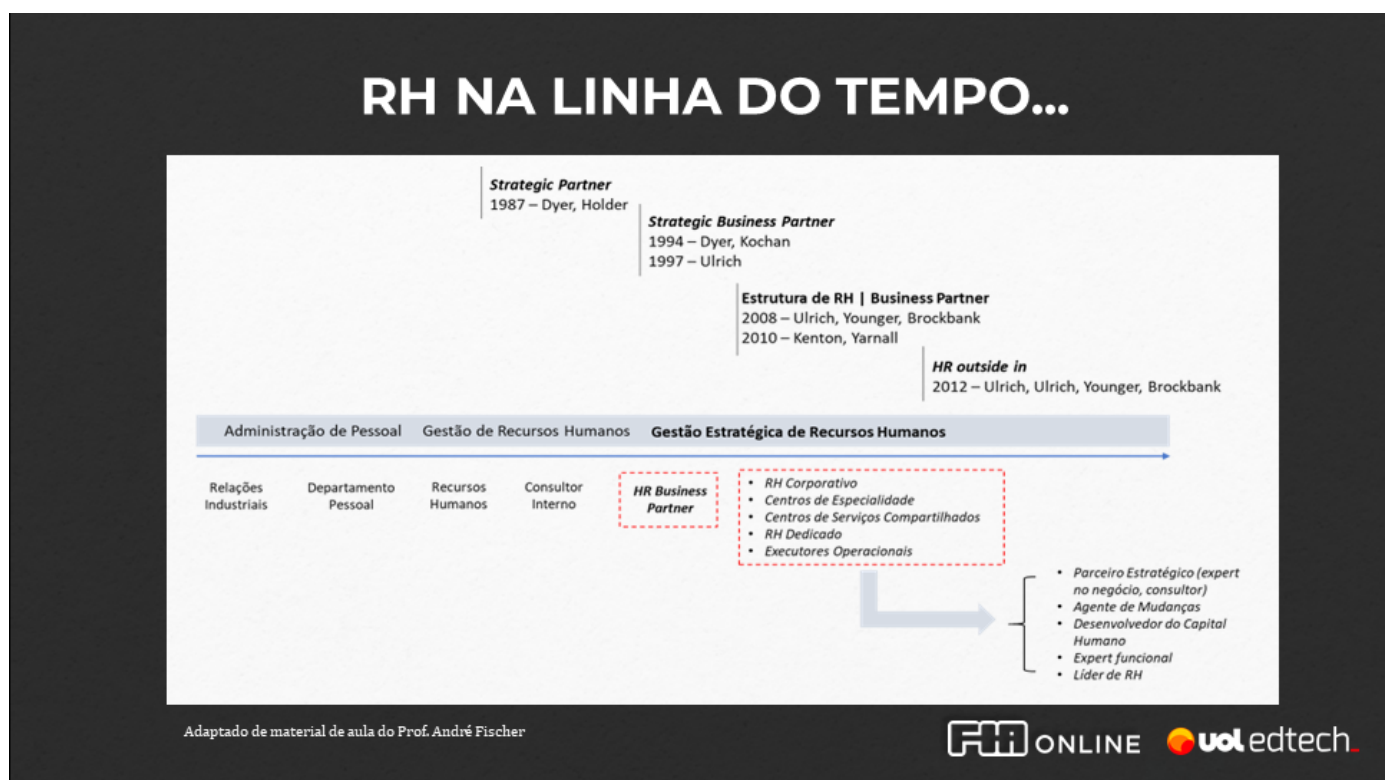 RH NA LINHA DO TEMPO...
Strategic Partner
1987 – Dyer, Holder
Strategic Business Partner
1994 – Dyer, Kochan
1997 – Ulrich
Estrutura de RH | Business Partner
2008 – Ulrich, Younger, Brockbank
2010 – Kenton, Yarnall
HR outside in
2012 – Ulrich, Ulrich, Younger, Brockbank
Administração de Pessoal
Gestão de Recursos Humanos
Gestão Estratégica de Recursos Humanos
Relações
Industriais
Departamento
Pessoal
Recursos
Humanos
Consultor
Interno
HR Business
Partner
• RH Corporativo
• Centros de Especialidade
• Centros de Serviços Compartilhados
• RH Dedicado
• Executores Operacionais
• Parceiro Estratégico (expert
no negócio, consultor)
• Agente de Mudanças
• Desenvolvedor do Capital
Humano
• Expert funcional
• Líder de RH
Adaptado de material de aula do Prof. André Fischer
FIA ONLINE
uol edtech_